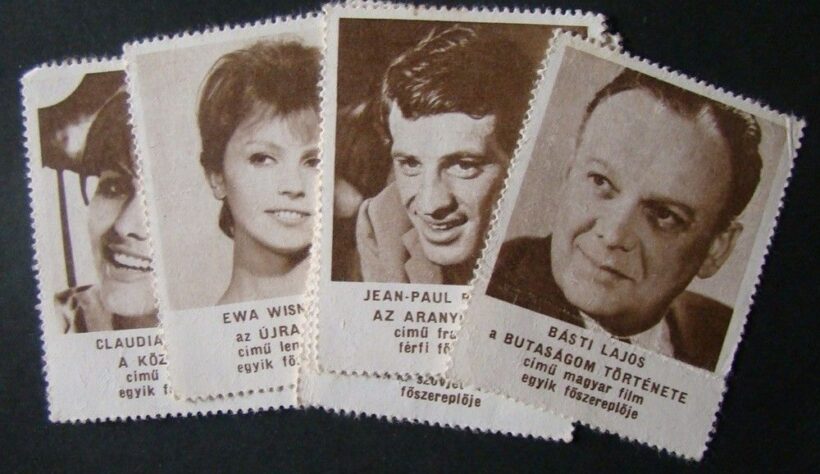 CLAUDIA
A KÖZ
című
egyik f
EWA WISN
az ÚJRA
című len
egyik fő
JEAN-PAUL B
AZ ARANY
című fra
férfi fő
szovjet
főszereplője
BÁSTI LAJOS
a BUTASÁGOM TÖRTÉNETE
című magyar film
egyik főszereplője